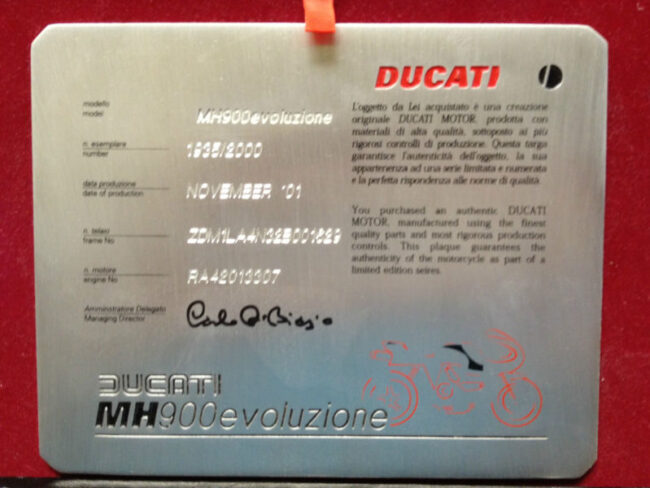 DUCATI
modello
model
MH900evoluzione
n. esemplare
number
1935/2000
data produzione
date of production
NOVEMBER '01
n. telaio
frame No
ZDM1LA4N32B001629
n. motore
engine No
RA42013307
Amministratore Delegato
Managing Director
Carlo Di Biagio
L'oggetto da Lei acquistato è una creazione
originale DUCATI MOTOR, prodotta con
materiali di alta qualità, sottoposto ai più
rigorosi controlli di produzione. Questa targa
garantisce l'autenticità dell'oggetto, la sua
appartenenza ad una serie limitata e numerata
e la perfetta rispondenza alle norme di qualità.
You purchased an authentic DUCATI
MOTOR, manufactured using the finest
quality parts and most rigorous production
controls. This plaque guarantees the
authenticity of the motorcycle as part of a
limited edition seires.
DUCATI
MH900evoluzione